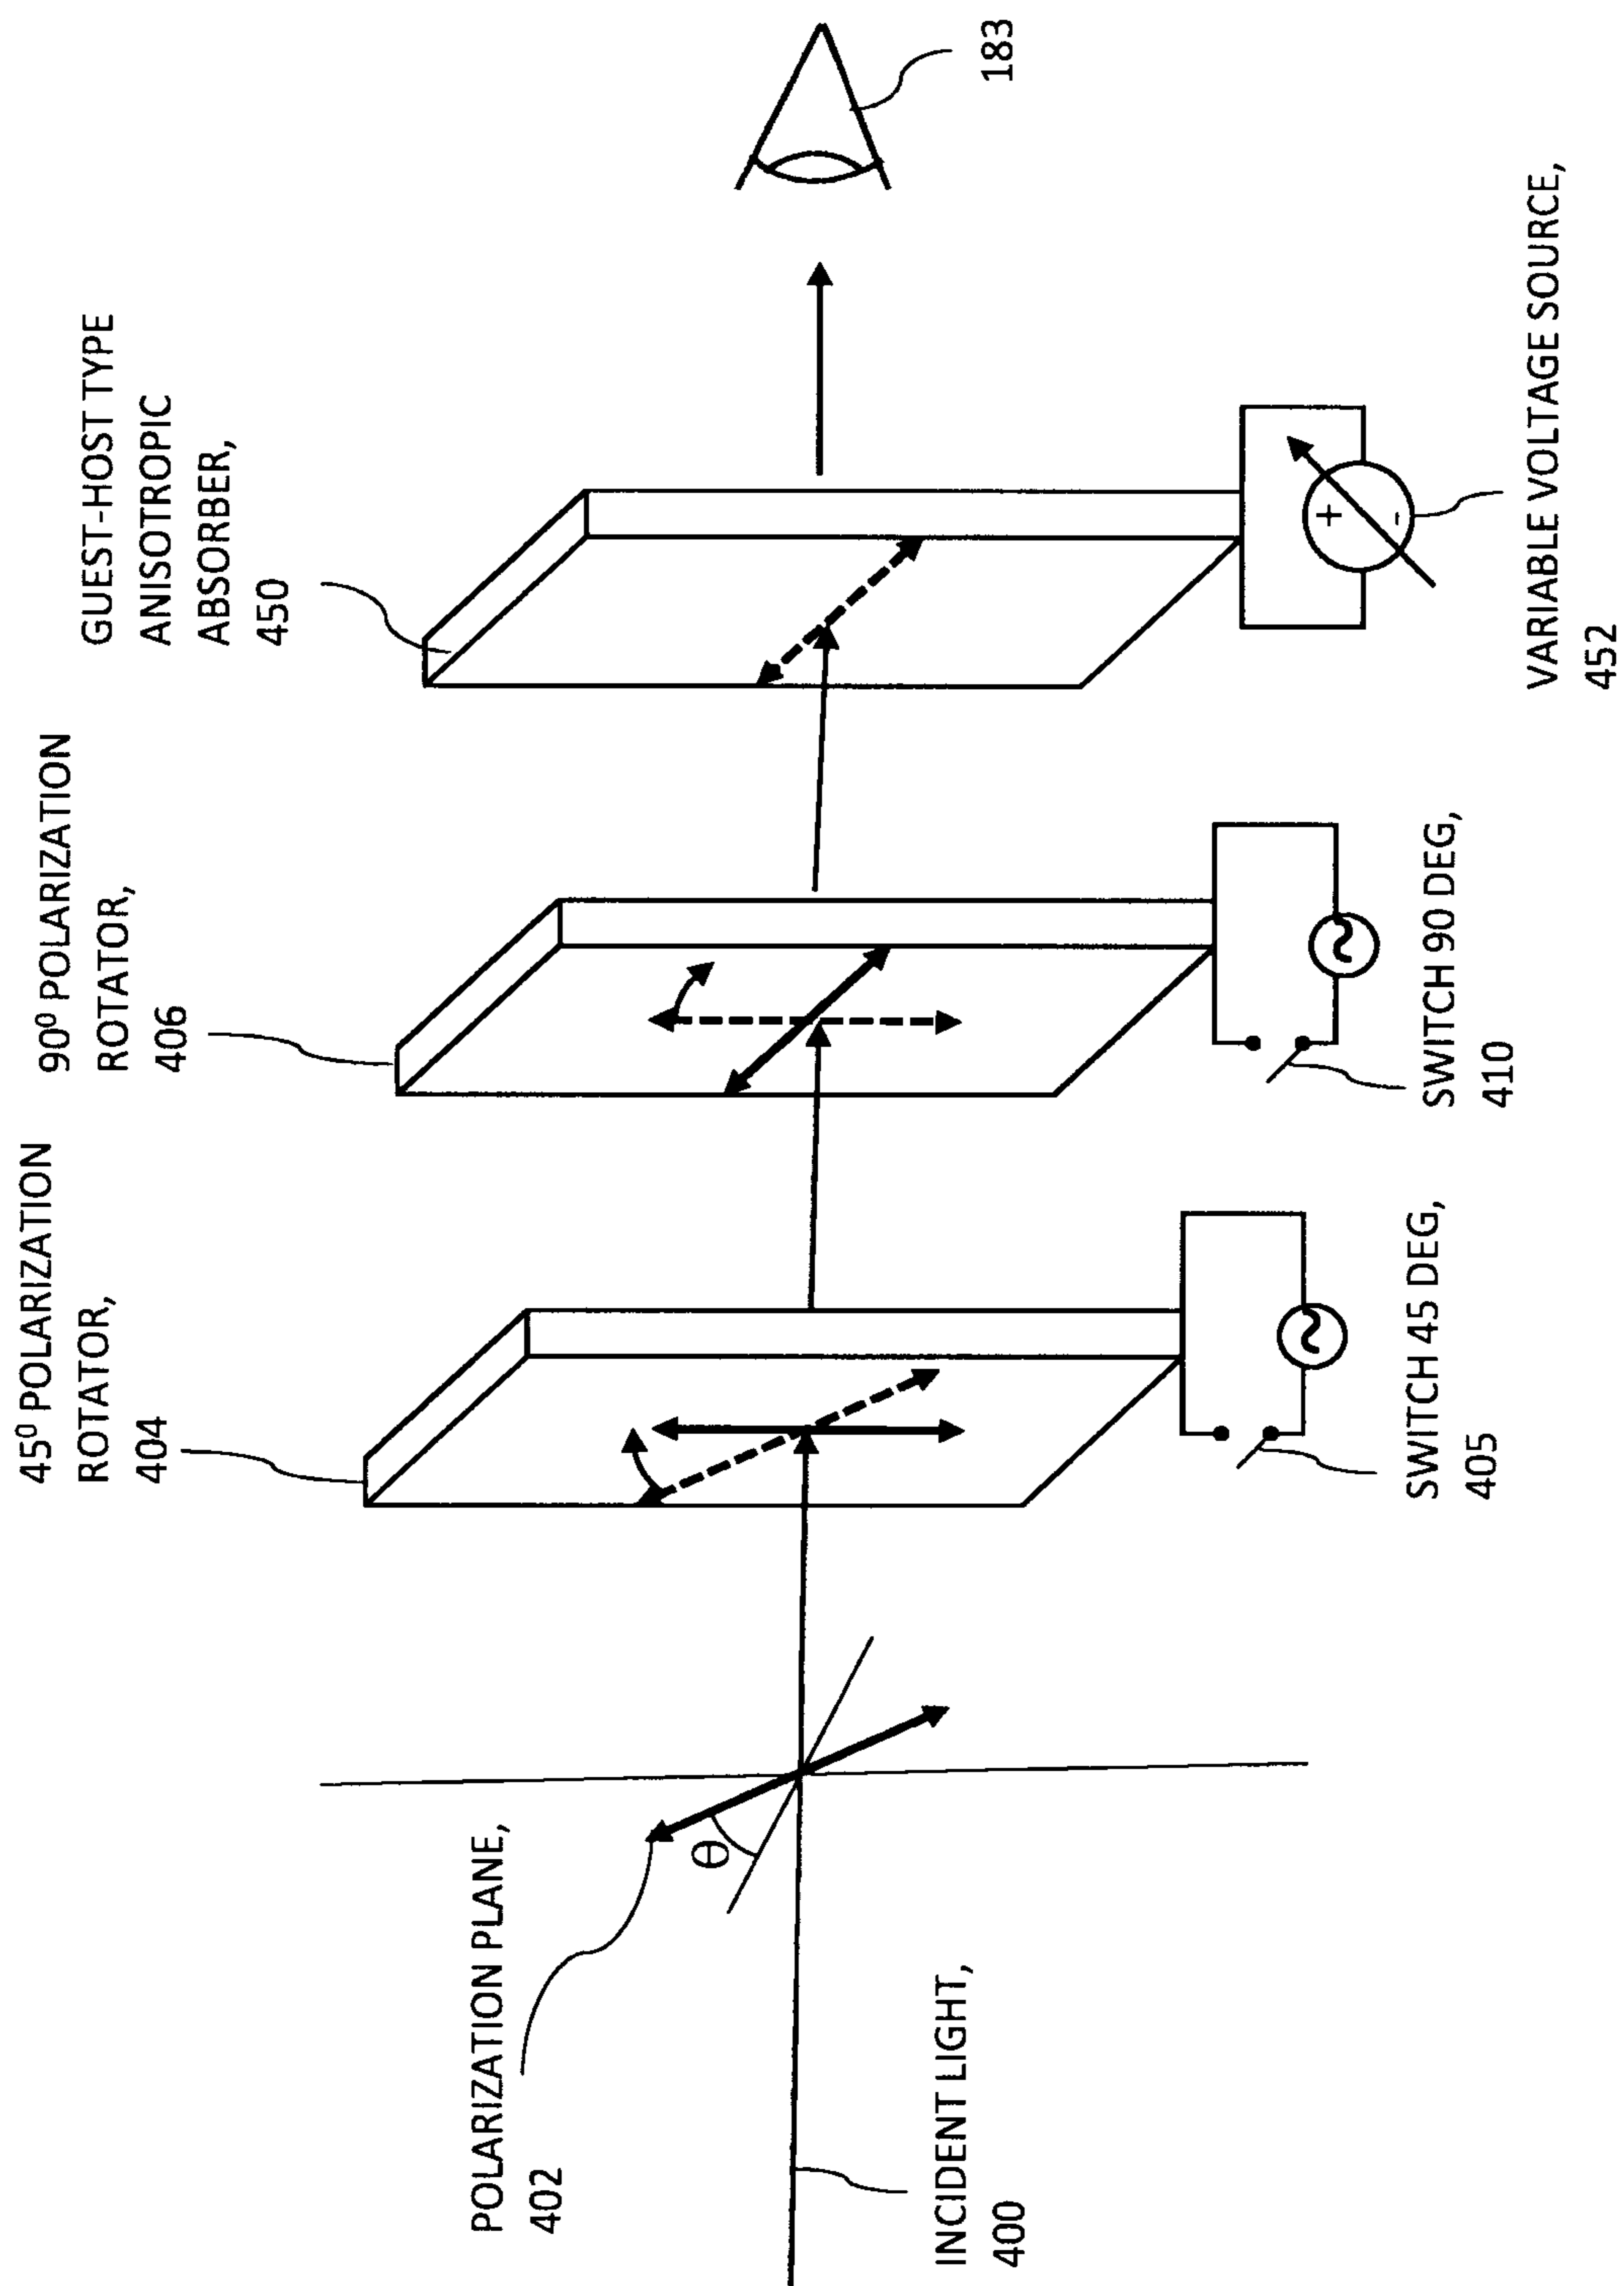 GUEST-HOST TYPE
ANISOTROPIC
ABSORBER,
450
90⁰ POLARIZATION
ROTATOR,
406
45⁰ POLARIZATION
ROTATOR,
404
POLARIZATION PLANE,
402
θ
INCIDENT LIGHT,
400
SWITCH 45 DEG,
405
SWITCH 90 DEG,
410
+
-
VARIABLE VOLTAGE SOURCE,
452
183